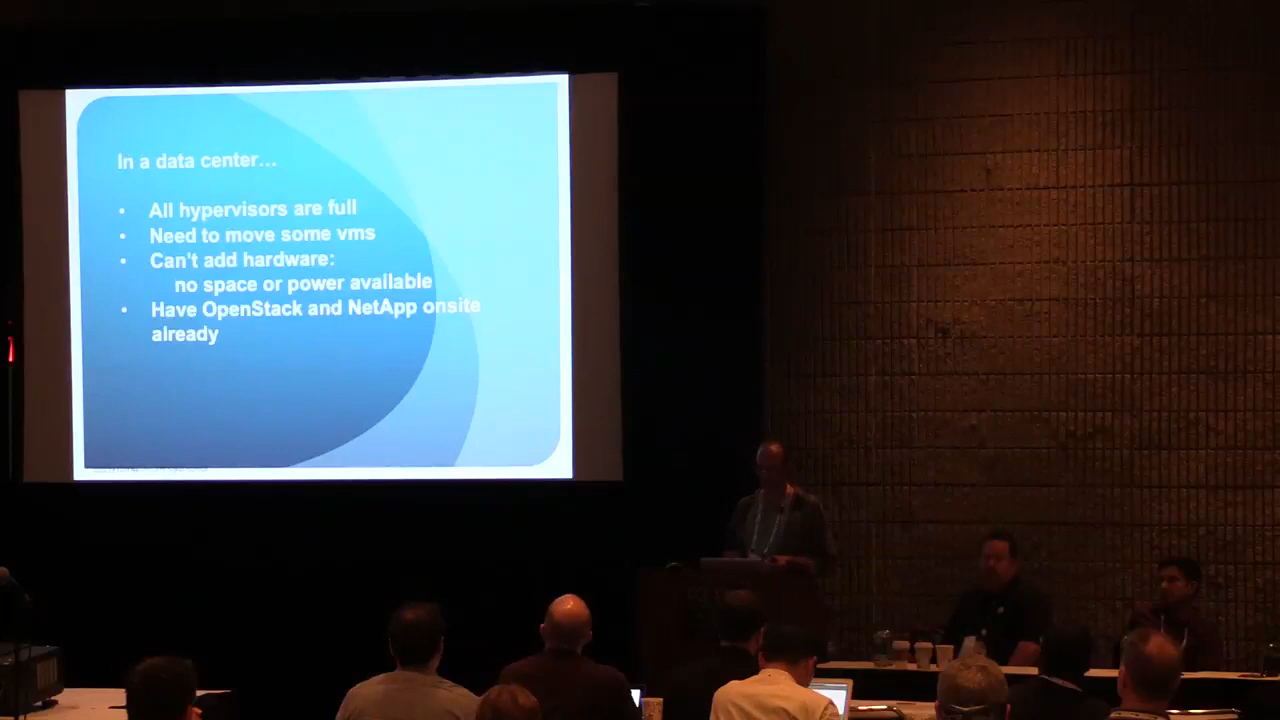 In a data center…
• All hypervisors are full
• Need to move some vms
• Can't add hardware:
no space or power available
• Have OpenStack and NetApp onsite
already